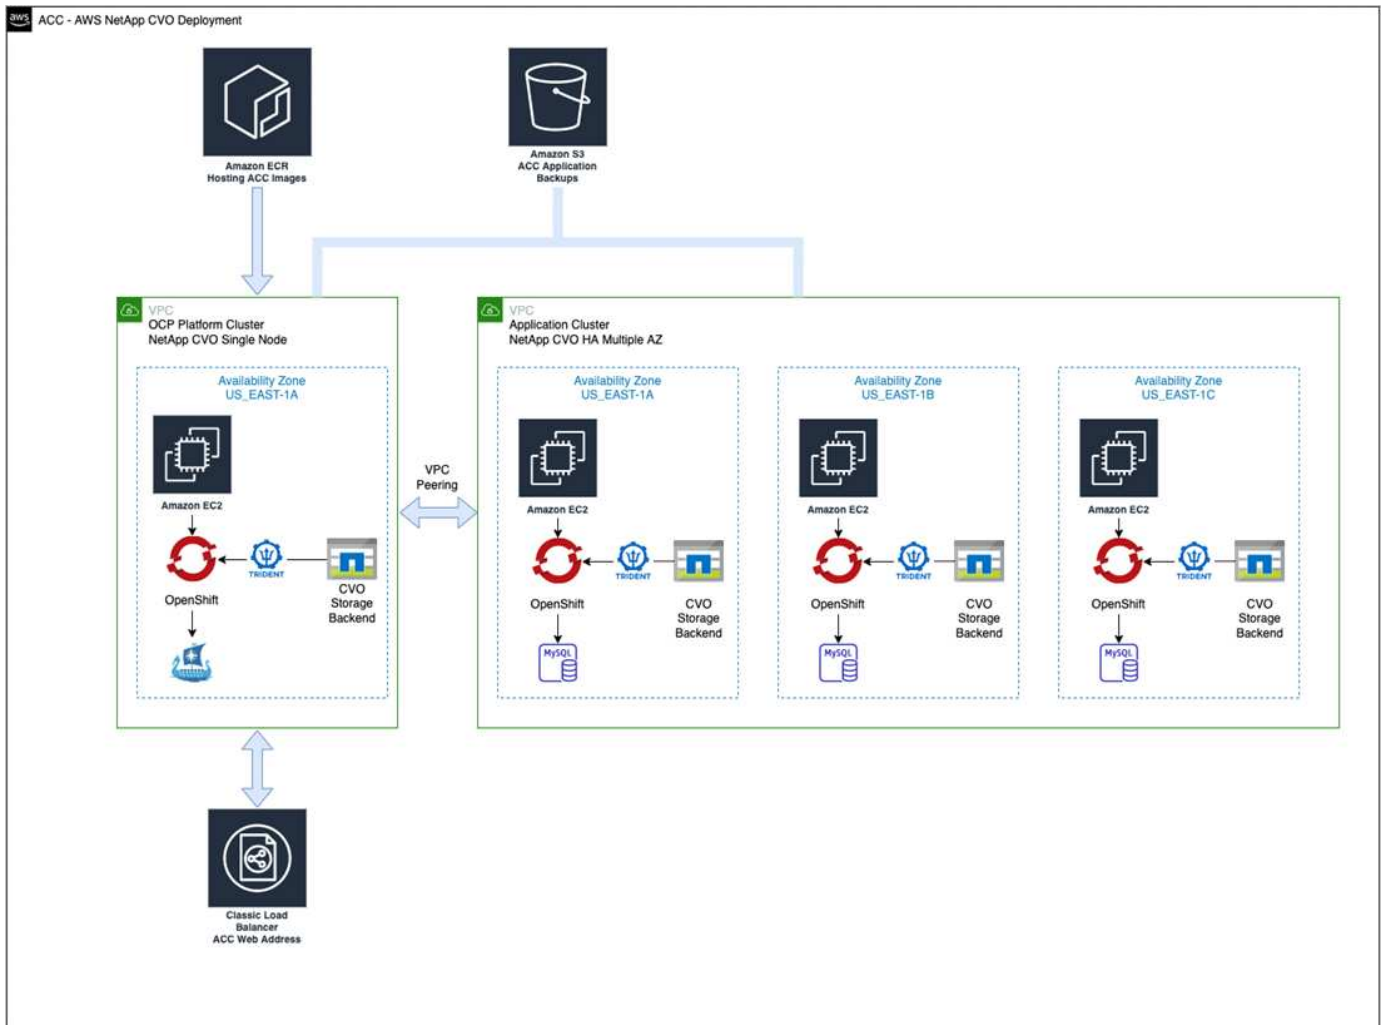 aws
ACC - AWS NetApp CVO Deployment
Amazon ECR
Hosting ACC Images
Amazon S3
ACC Application
Backups
VPC
OCP Platform Cluster
NetApp CVO Single Node
Availability Zone
US_EAST-1A
Amazon EC2
TRIDENT
OpenShift
CVO
Storage
Backend
VPC
Peering
VPC
Application Cluster
NetApp CVO HA Multiple AZ
Availability Zone
US_EAST-1A
Amazon EC2
TRIDENT
OpenShift
CVO
Storage
Backend
MySQL
Availability Zone
US_EAST-1B
Amazon EC2
TRIDENT
OpenShift
CVO
Storage
Backend
MySQL
Availability Zone
US_EAST-1C
Amazon EC2
TRIDENT
OpenShift
CVO
Storage
Backend
MySQL
Classic Load
Balancer
ACC Web Address